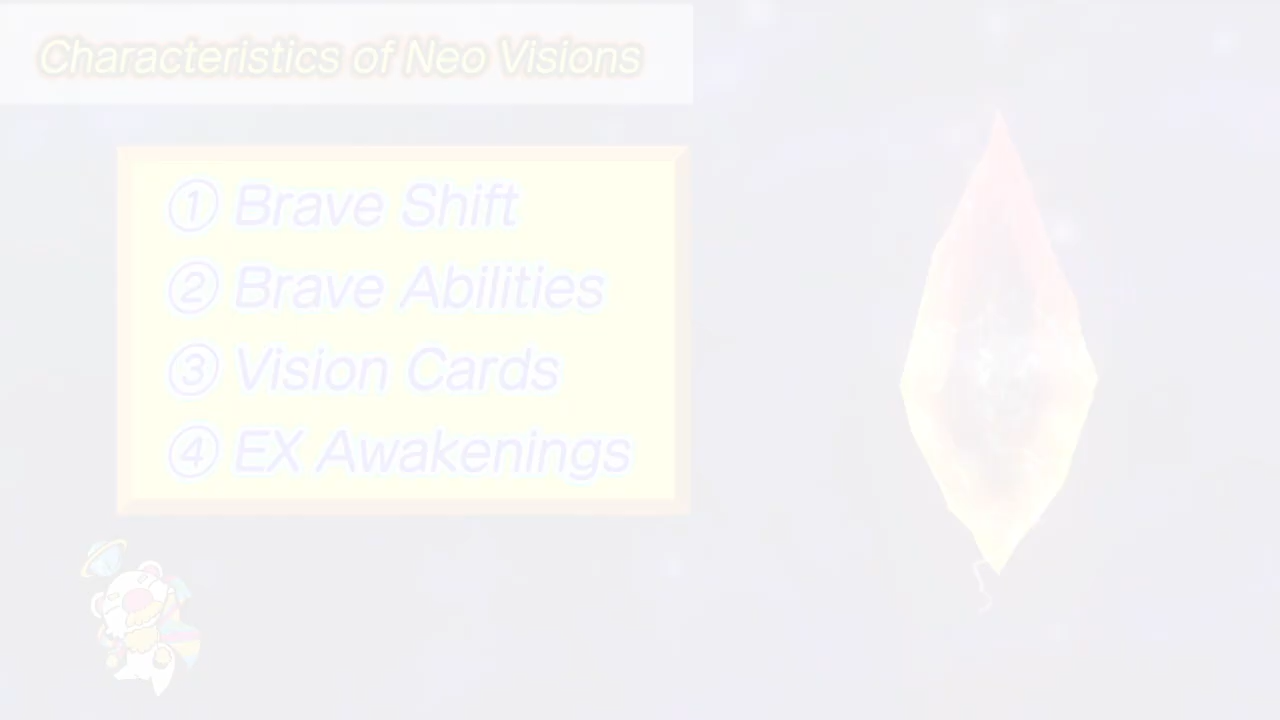 Characteristics of Neo Visions
① Brave Shift
② Brave Abilities
③ Vision Cards
④ EX Awakenings